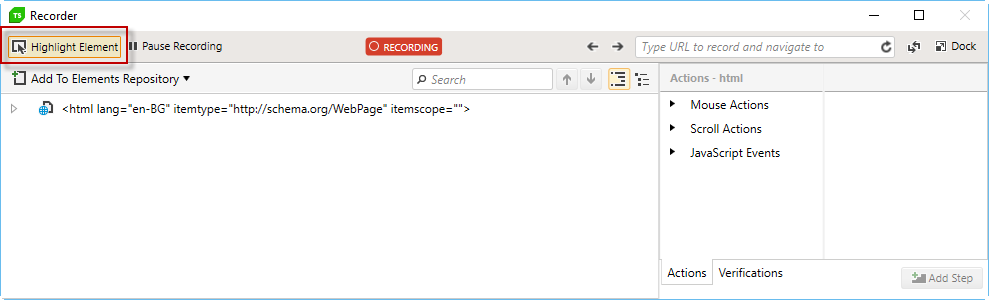 TS Recorder
Highlight Element Pause Recording RECORDING Type URL to record and navigate to Dock
Add To Elements Repository Search Actions - html
<html lang="en-BG" itemtype="http://schema.org/WebPage" itemscope="">
Mouse Actions
Scroll Actions
JavaScript Events
Actions Verifications
Add Step